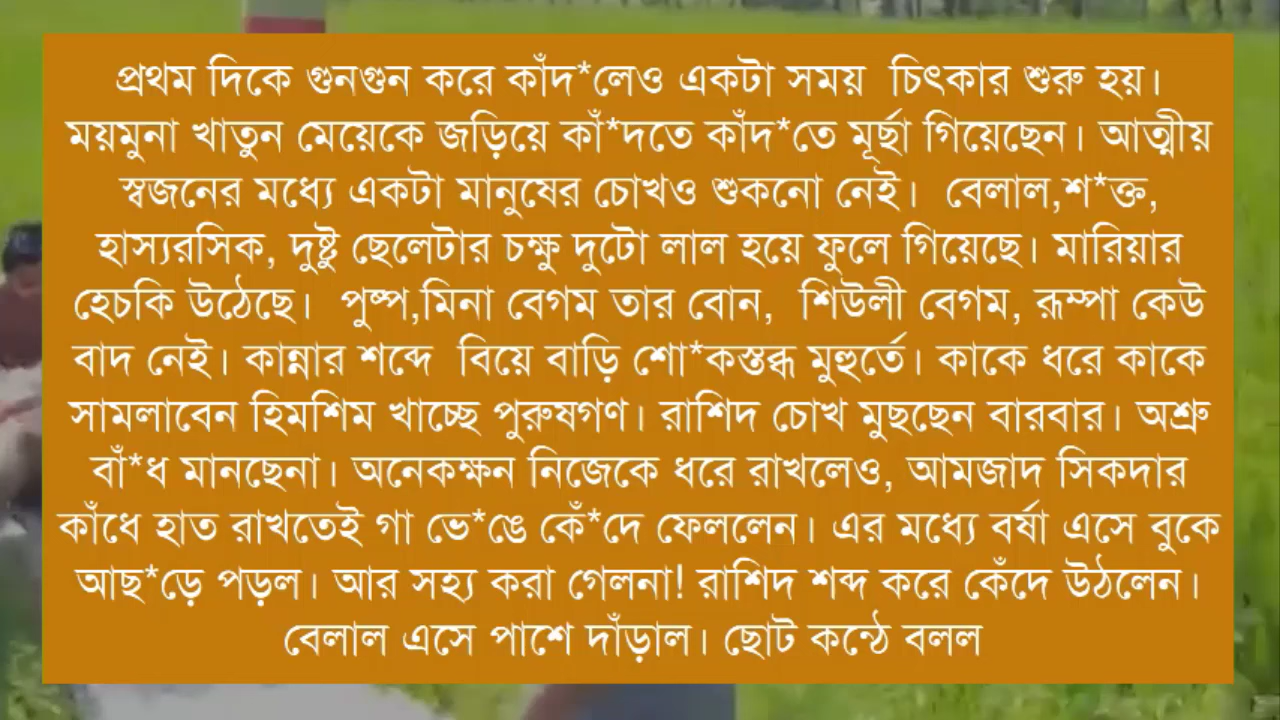 প্রথম দিকে গুনগুন করে কাঁদ*লেও একটা সময়  চিৎকার শুরু হয়।
ময়মুনা খাতুন মেয়েকে জড়িয়ে কাঁ*দতে কাঁদ*তে মূর্ছা গিয়েছেন। আত্মীয়
স্বজনের মধ্যে একটা মানুষের চোখও শুকনো নেই।  বেলাল,শ*ক্ত,
হাস্যরসিক, দুষ্টু ছেলেটার চক্ষু দুটো লাল হয়ে ফুলে গিয়েছে। মারিয়ার
হেচকি উঠেছে।  পুষ্প,মিনা বেগম তার বোন,  শিউলী বেগম, রূম্পা কেউ
বাদ নেই। কান্নার শব্দে  বিয়ে বাড়ি শো*কস্তব্ধ মুহুর্তে। কাকে ধরে কাকে
সামলাবেন হিমশিম খাচ্ছে পুরুষগণ। রাশিদ চোখ মুছছেন বারবার। অশ্রু
বাঁ*ধ মানছেনা। অনেকক্ষন নিজেকে ধরে রাখলেও, আমজাদ সিকদার
কাঁধে হাত রাখতেই গা ভে*ঙে কেঁ*দে ফেললেন। এর মধ্যে বর্ষা এসে বুকে
আছ*ড়ে পড়ল। আর সহ্য করা গেলনা! রাশিদ শব্দ করে কেঁদে উঠলেন।
বেলাল এসে পাশে দাঁড়াল। ছোট কন্ঠে বলল